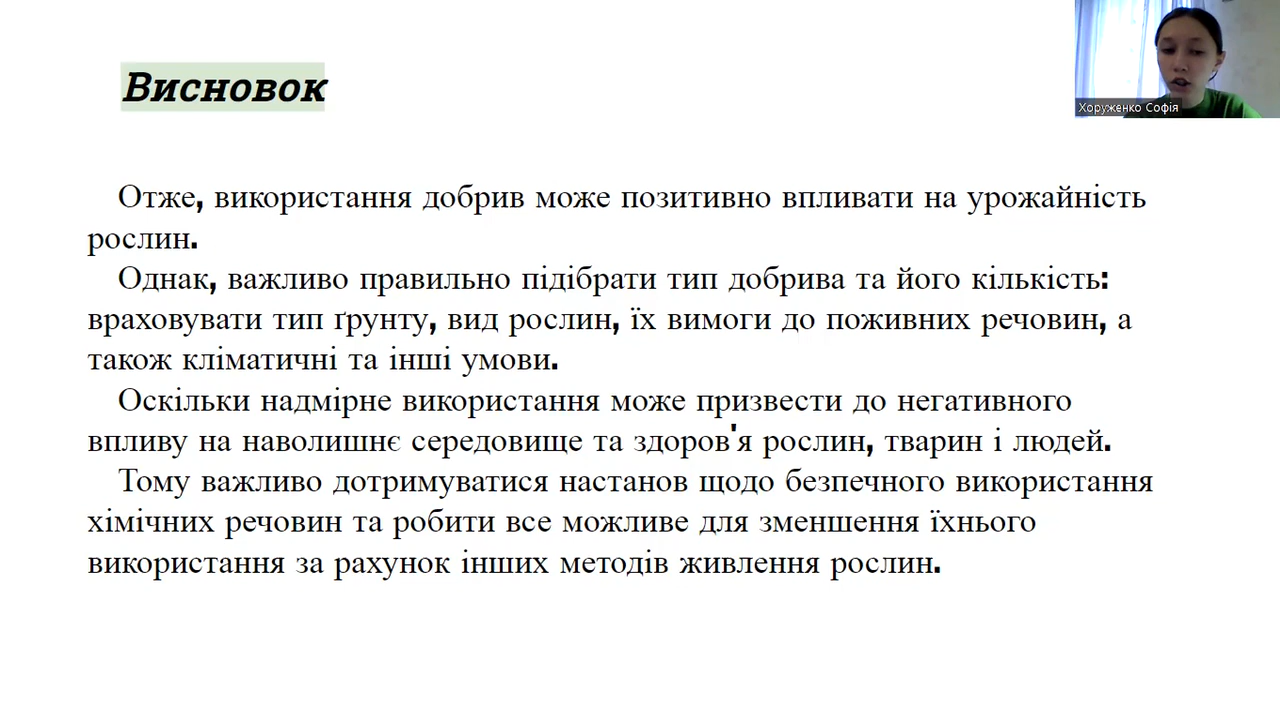 Висновок
Хоруженко Софія
Отже, використання добрив може позитивно впливати на урожайність
рослин.
Однак, важливо правильно підібрати тип добрива та його кількість:
враховувати тип ґрунту, вид рослин, їх вимоги до поживних речовин, а
також кліматичні та інші умови.
Оскільки надмірне використання може призвести до негативного
впливу на наволишнє середовище та здоров'я рослин, тварин і людей.
Тому важливо дотримуватися настанов щодо безпечного використання
хімічних речовин та робити все можливе для зменшення їхнього
використання за рахунок інших методів живлення рослин.